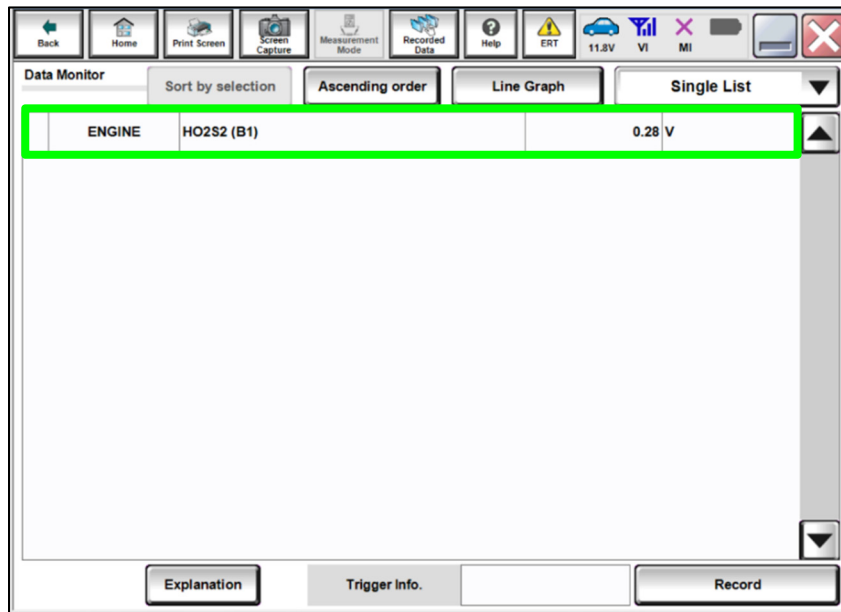 Back
Home
Print Screen
Screen
Capture
Measurement
Mode
Recorded
Data
Help
ERT
11.8V
VI
MI
Data Monitor
Sort by selection
Ascending order
Line Graph
Single List
ENGINE HO2S2 (B1) 0.28 V
Explanation
Trigger Info.
Record